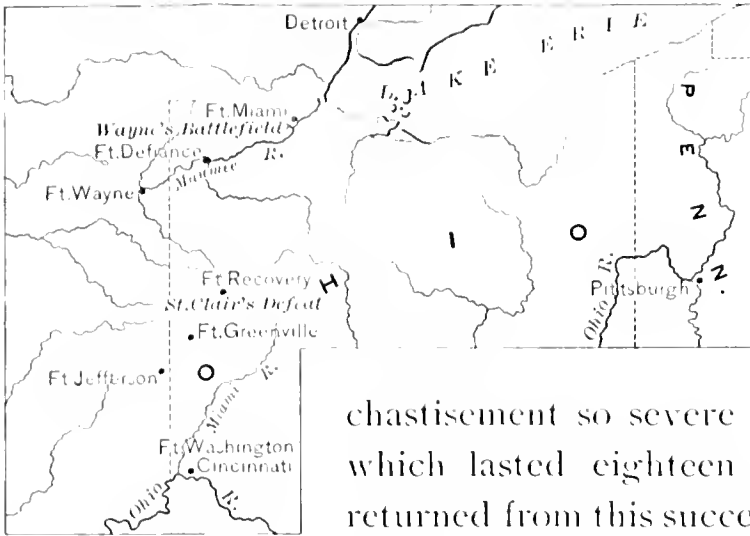 Detroit
LAKE ERIE
Ft. Miami
Wayne's Battlefield
Ft. Defiance
Maumee R.
Ft. Wayne
PENN.
OHIO
Ft. Recovery
St. Clair's Defeat
Pittsburgh
Ohio R.
Ft. Greenville
Ft. Jefferson
Miami R.
Ft. Washington
Cincinnati
Ohio R.
chastisement so severe
which lasted eighteen
returned from this succe